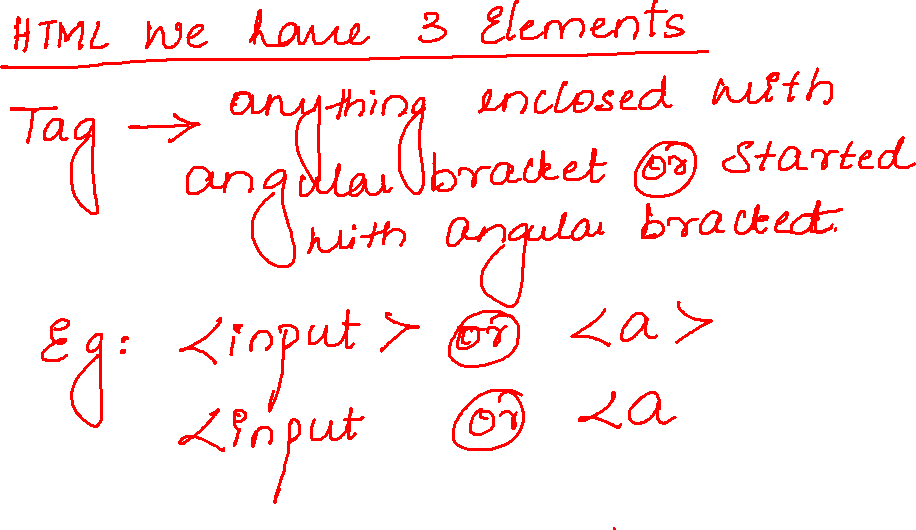 HTML we have 3 Elements
Tag → anything enclosed with
angular bracket or started
with angular bracket.
Eg: <input> or <a>
<input or <a